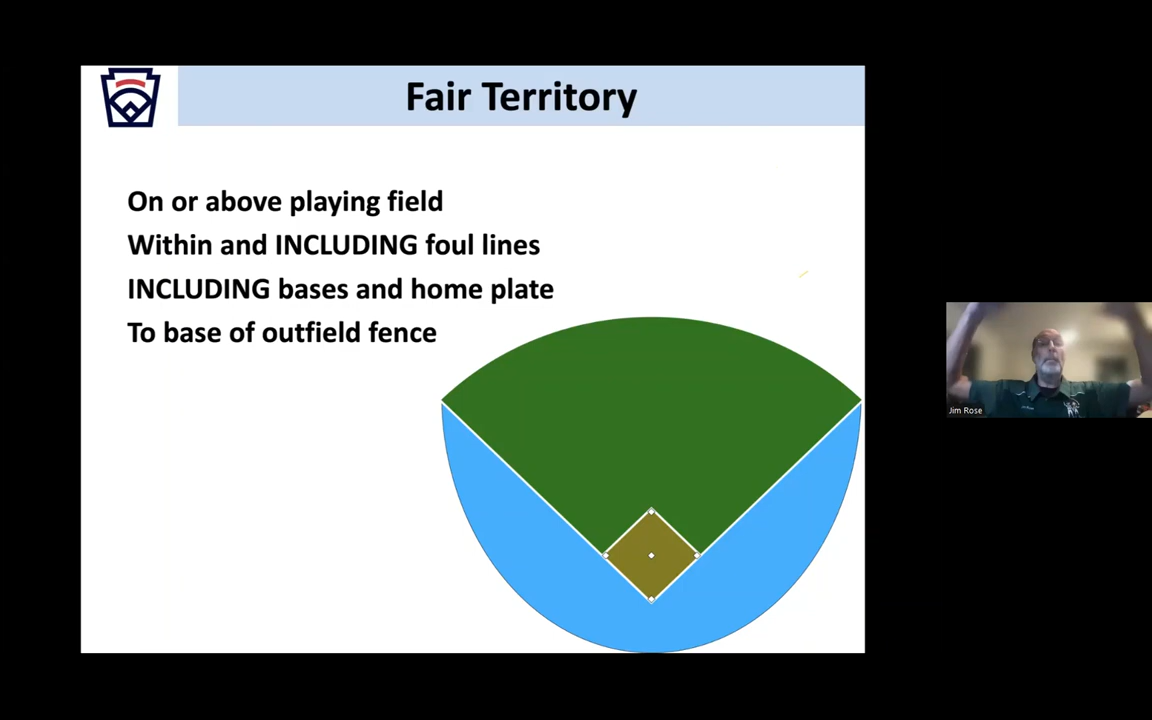 Fair Territory
On or above playing field
Within and INCLUDING foul lines
INCLUDING bases and home plate
To base of outfield fence
Jim Rose